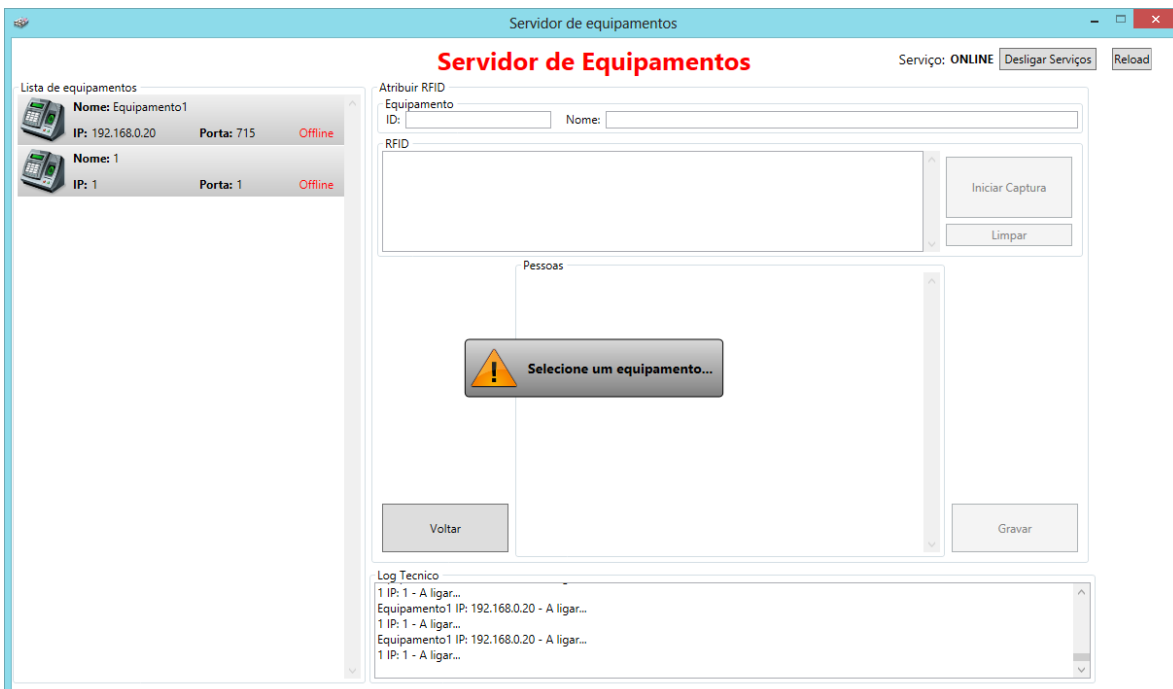 Servidor de equipamentos
Servidor de Equipamentos
Serviço: ONLINE Desligar Serviços Reload
Lista de equipamentos
Nome: Equipamento1
IP: 192.168.0.20 Porta: 715 Offline
Nome: 1
IP: 1 Porta: 1 Offline
Atribuir RFID
Equipamento
ID: Nome:
RFID
Iniciar Captura
Limpar
Pessoas
Selecione um equipamento...
Voltar
Gravar
Log Tecnico
1 IP: 1 - A ligar...
Equipamento1 IP: 192.168.0.20 - A ligar...
1 IP: 1 - A ligar...
Equipamento1 IP: 192.168.0.20 - A ligar...
1 IP: 1 - A ligar...